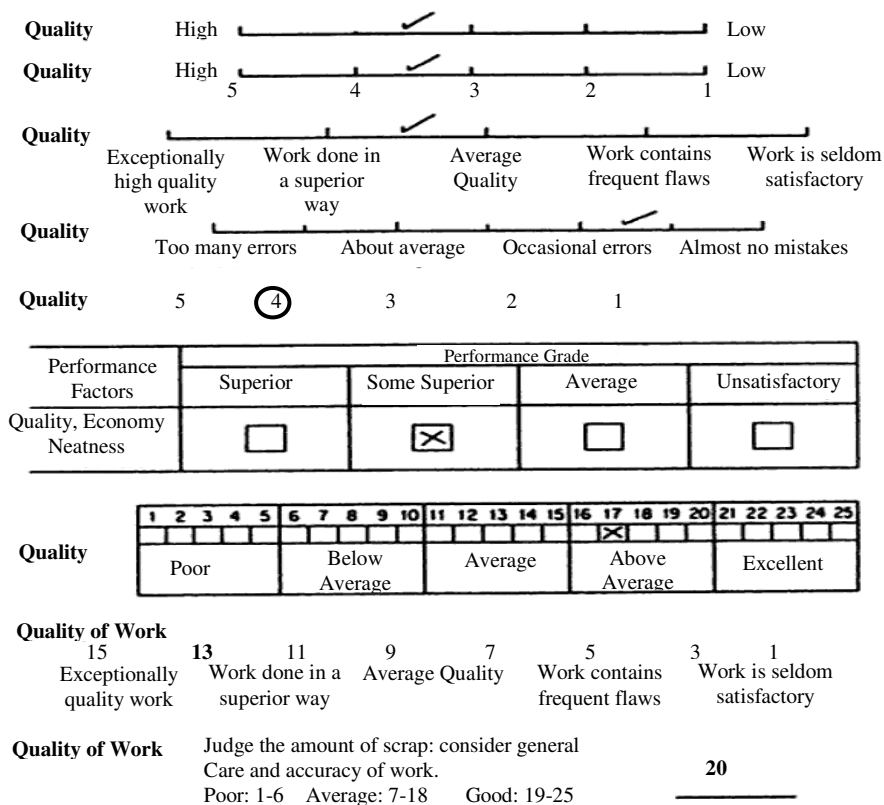 Quality High Low
Quality High Low
5 4 3 2 1
Quality
Exceptionally high quality work Work done in a superior way Average Quality Work contains frequent flaws Work is seldom satisfactory
Quality
Too many errors About average Occasional errors Almost no mistakes
Quality 5 4 3 2 1
Performance Factors Performance Grade
Superior Some Superior Average Unsatisfactory
Quality, Economy Neatness
1 2 3 4 5 6 7 8 9 10 11 12 13 14 15 16 17 18 19 20 21 22 23 24 25
Quality Poor Below Average Average Above Average Excellent
Quality of Work
15 13 11 9 7 5 3 1
Exceptionally quality work Work done in a superior way Average Quality Work contains frequent flaws Work is seldom satisfactory
Quality of Work Judge the amount of scrap: consider general
Care and accuracy of work. 20
Poor: 1-6 Average: 7-18 Good: 19-25